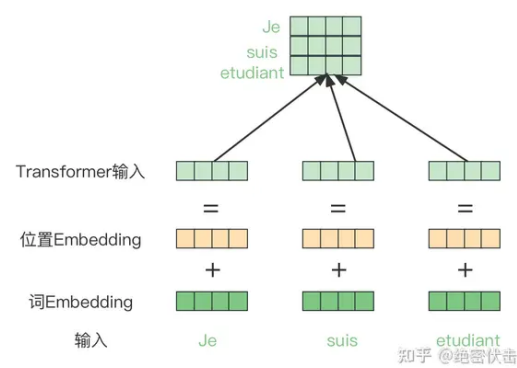 Je
suis
etudiant
Transformer输入
=
=
=
位置Embedding
+
+
+
词Embedding
输入
Je
suis
etudiant
知乎 @绝密伏击